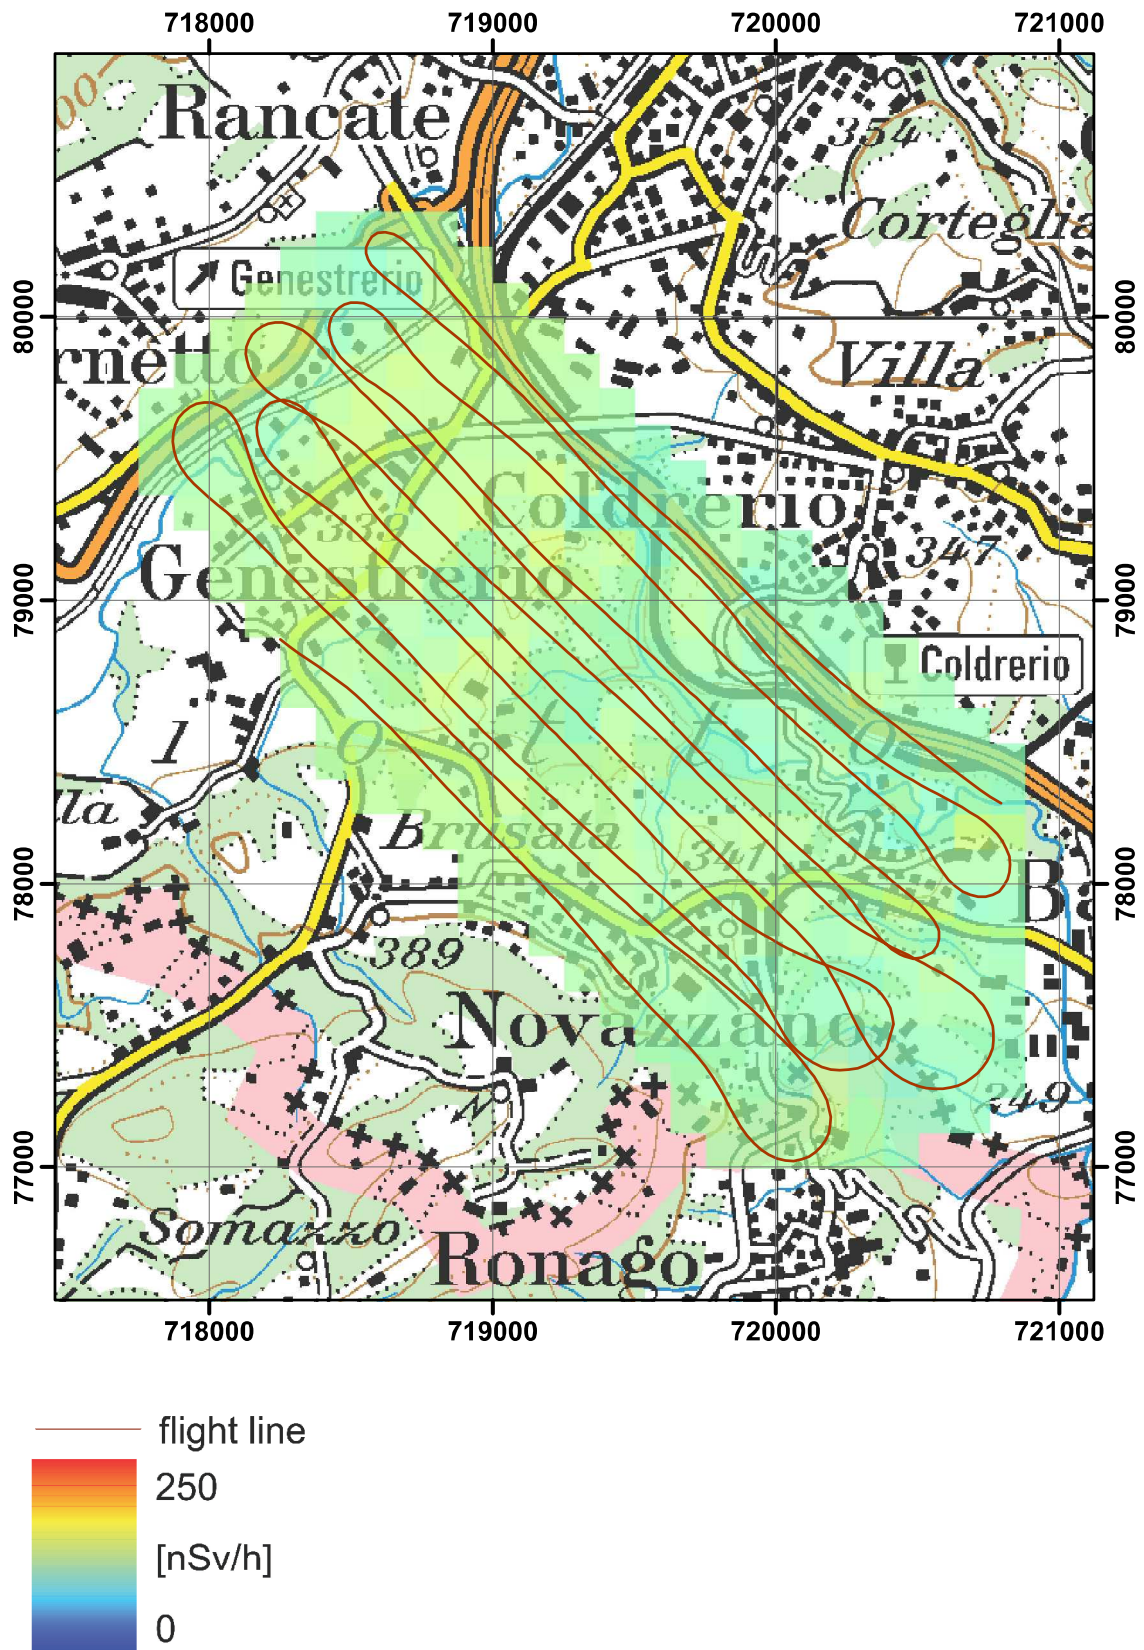 718000 719000 720000 721000
Rancate
354
Corteglia
Genestrerio
80000 80000
rnetto
Villa
Coldrerio
339
347
Genestrerio
79000 79000
Coldrerio
l o t t o
lla
Brusata
341
78000 78000
B
389
Novazzano
249
N
77000 77000
Somazzo
Ronago
718000 719000 720000 721000
flight line
250
[nSv/h]
0